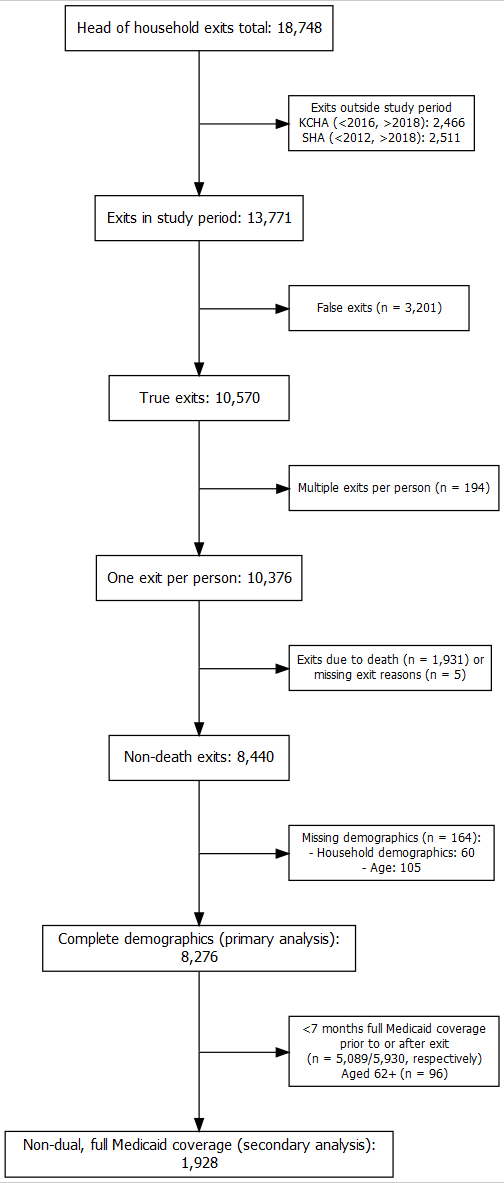 Head of household exits total: 18,748
Exits outside study period
KCHA (<2016, >2018): 2,466
SHA (<2012, >2018): 2,511
Exits in study period: 13,771
False exits (n = 3,201)
True exits: 10,570
Multiple exits per person (n = 194)
One exit per person: 10,376
Exits due to death (n = 1,931) or
missing exit reasons (n = 5)
Non-death exits: 8,440
Missing demographics (n = 164):
- Household demographics: 60
- Age: 105
Complete demographics (primary analysis):
8,276
<7 months full Medicaid coverage
prior to or after exit
(n = 5,089/5,930, respectively)
Aged 62+ (n = 96)
Non-dual, full Medicaid coverage (secondary analysis):
1,928